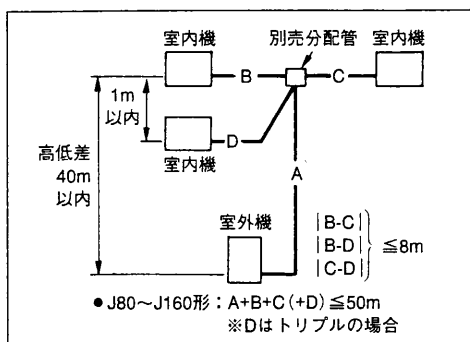 室内機
別売分配管
室内機
B
C
1m
以内
D
室内機
A
高低差
40m
以内
室外機
|B-C|
|B-D|
|C-D|
≦8m
●J80〜J160形：A+B+C(+D)≦50m
※Dはトリプルの場合